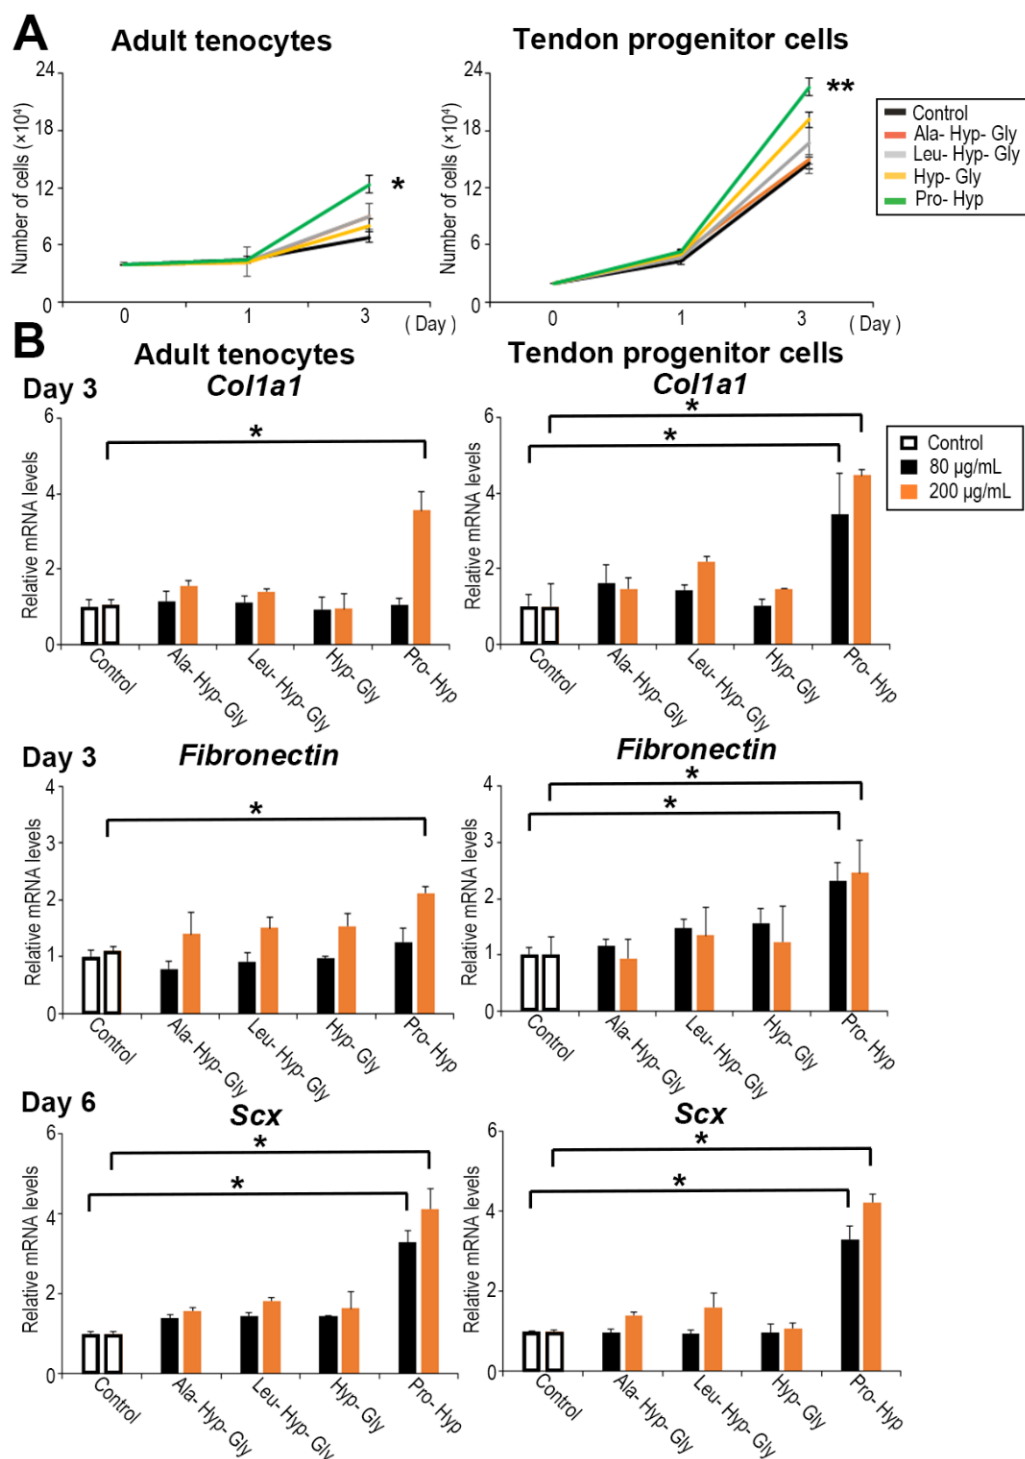 A
Adult tenocytes
Tendon progenitor cells
Number of cells (×10⁴)
24
18
12
6
0
*
0
1
3
( Day )
Number of cells (×10⁴)
24
18
12
6
0
**
0
1
3
( Day )
Control
Ala- Hyp- Gly
Leu- Hyp- Gly
Hyp- Gly
Pro- Hyp
B
Adult tenocytes
Tendon progenitor cells
Day 3
Col1a1
Relative mRNA levels
6
4
2
0
*
Control
Ala- Hyp- Gly
Leu- Hyp- Gly
Hyp- Gly
Pro- Hyp
Col1a1
Relative mRNA levels
6
4
2
0
*
*
Control
Ala- Hyp- Gly
Leu- Hyp- Gly
Hyp- Gly
Pro- Hyp
Control
80 µg/mL
200 µg/mL
Day 3
Fibronectin
Relative mRNA levels
4
3
2
1
0
*
Control
Ala- Hyp- Gly
Leu- Hyp- Gly
Hyp- Gly
Pro- Hyp
Fibronectin
Relative mRNA levels
4
3
2
1
0
*
*
Control
Ala- Hyp- Gly
Leu- Hyp- Gly
Hyp- Gly
Pro- Hyp
Day 6
Scx
Relative mRNA levels
6
4
2
0
*
*
Control
Ala- Hyp- Gly
Leu- Hyp- Gly
Hyp- Gly
Pro- Hyp
Scx
Relative mRNA levels
6
4
2
0
*
*
Control
Ala- Hyp- Gly
Leu- Hyp- Gly
Hyp- Gly
Pro- Hyp